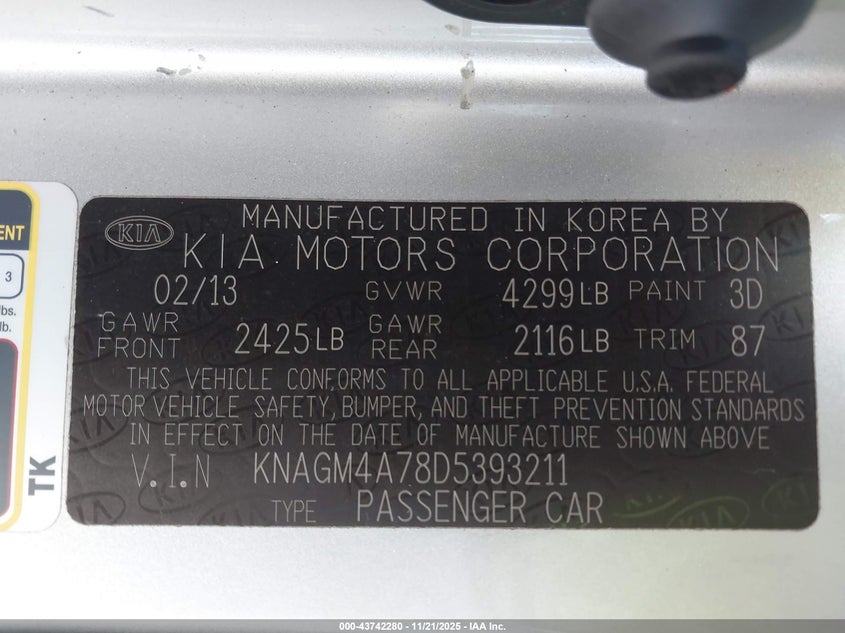 MANUFACTURED IN KOREA BY
KIA
KIA MOTORS CORPORATION
02/13 GVWR 4299LB PAINT 3D
GAWR FRONT 2425LB GAWR REAR 2116LB TRIM 87
THIS VEHICLE CONFORMS TO ALL APPLICABLE U.S.A. FEDERAL
MOTOR VEHICLE SAFETY, BUMPER, AND THEFT PREVENTION STANDARDS
IN EFFECT ON THE DATE OF MANUFACTURE SHOWN ABOVE
V.I.N KNAGM4A78D5393211
TYPE PASSENGER CAR
3
lbs.
lb.
TK
000-43742280 - 11/21/2025 - IAA Inc.